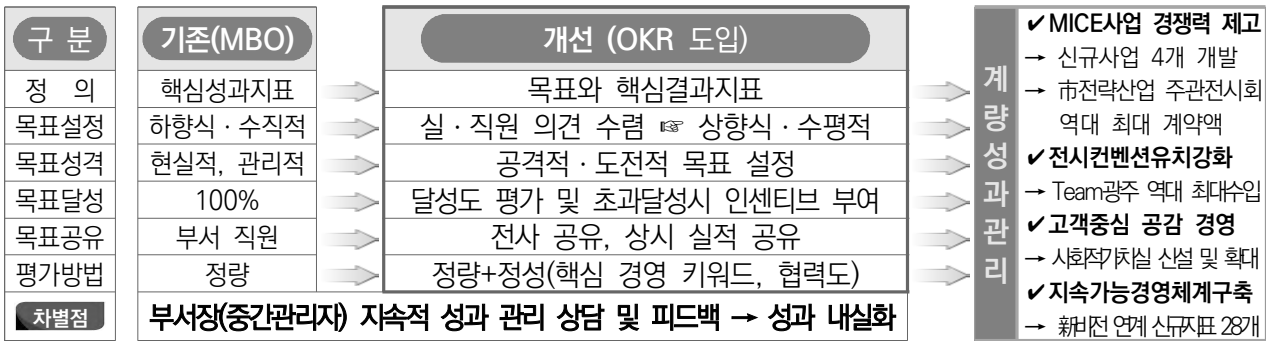 구 분 기존(MBO) 개선 (OKR 도입)
정 의 핵심성과지표 목표와 핵심결과지표
목표설정 하향식·수직적 실·직원 의견 수렴 ☞ 상향식·수평적
목표성격 현실적, 관리적 공격적·도전적 목표 설정
목표달성 100% 달성도 평가 및 초과달성시 인센티브 부여
목표공유 부서 직원 전사 공유, 상시 실적 공유
평가방법 정량 정량+정성(핵심 경영 키워드, 협력도)
차별점 부서장(중간관리자) 지속적 성과 관리 상담 및 피드백 → 성과 내실화
계량성과관리
✔MICE사업 경쟁력 제고
→ 신규사업 4개 개발
→ 市전략산업 주관전시회
역대 최대 계약액
✔전시컨벤션유치강화
→ Team광주 역대 최대수입
✔고객중심 공감 경영
→ 사회적가치실 신설 및 확대
✔지속가능경영체계구축
→ 新비전 연계 신규지표 28개